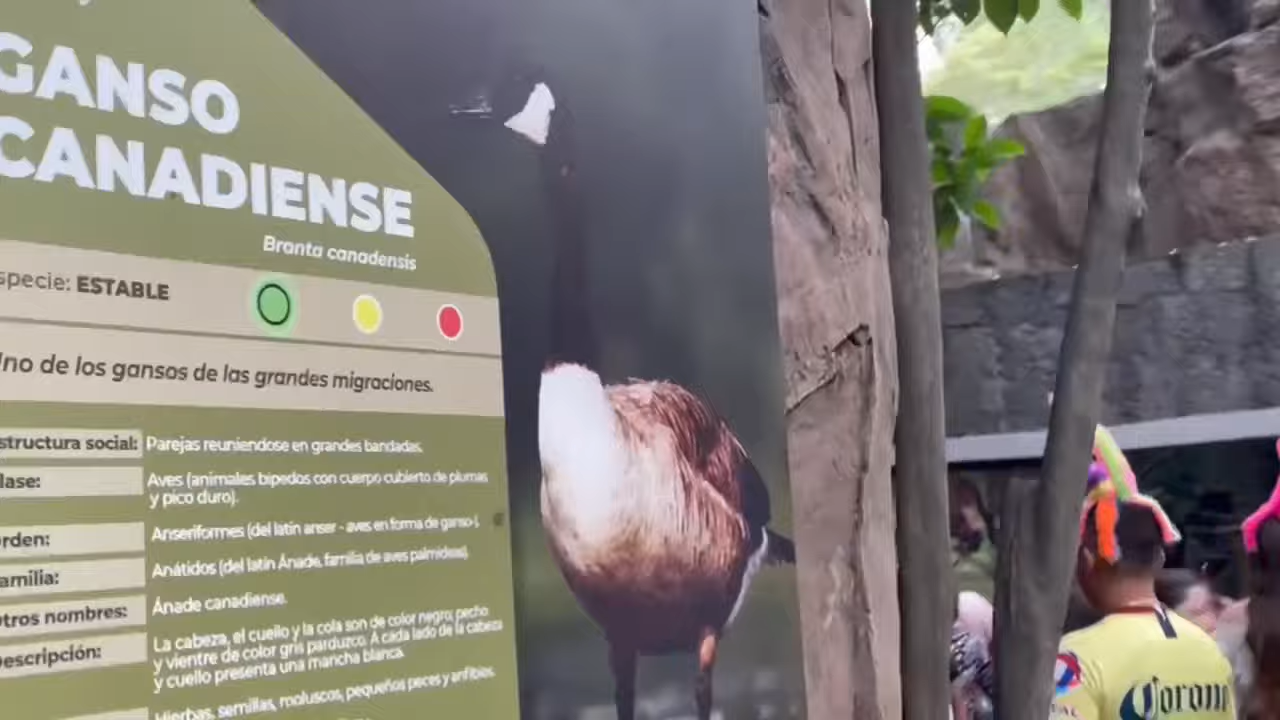 GANSO
CANADIENSE
Branta canadensis
specie: ESTABLE
Uno de los gansos de las grandes migraciones.
structura social: Parejas reuniendose en grandes bandadas.
lase: Aves (animales bipedos con cuerpo cubierto de plumas
y pico duro).
rden: Anseriformes (del latín anser - aves en forma de ganso-).
amilia: Anátidos (del latín Ánade, familia de aves palmideas).
tros nombres: Ánade canadiense.
escripción: La cabeza, el cuello y la cola son de color negro; pecho
y vientre de color gris parduzco. A cada lado de la cabeza
y cuello presenta una mancha blanca.
Hierbas, semillas, moluscos, pequeños peces y anfibios.
Corona